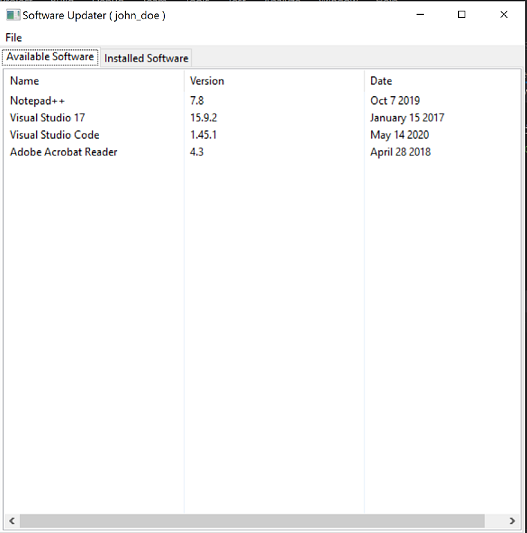 Software Updater ( john_doe )
File
Available Software Installed Software
Name Version Date
Notepad++ 7.8 Oct 7 2019
Visual Studio 17 15.9.2 January 15 2017
Visual Studio Code 1.45.1 May 14 2020
Adobe Acrobat Reader 4.3 April 28 2018